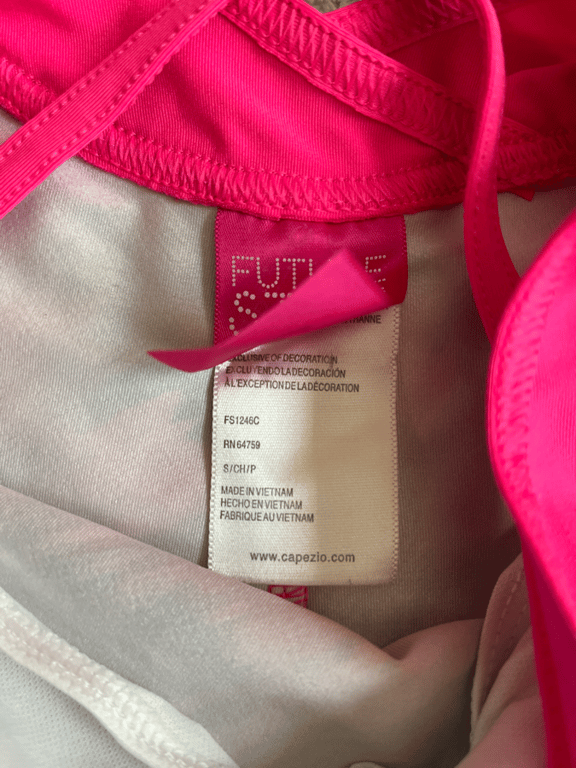 EXCLUSIVE OF DECORATION
EXCLUYENDO LA DECORACIÓN
À L'EXCEPTION DE LA DÉCORATION
FS1246C
RN 64759
S/CH/P
MADE IN VIETNAM
HECHO EN VIETNAM
FABRIQUE AU VIETNAM
www.capezio.com